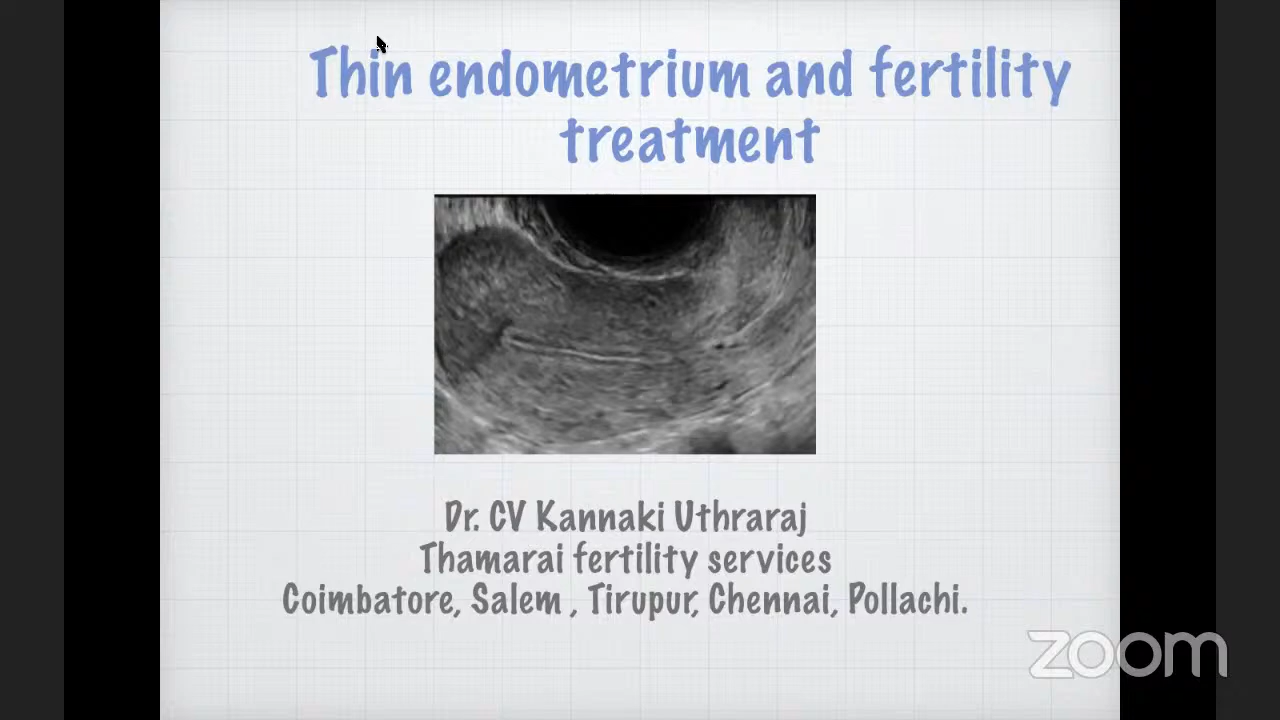 Thin endometrium and fertility
treatment
Dr. CV Kannaki Uthraraj
Thamarai fertility services
Coimbatore, Salem , Tirupur, Chennai, Pollachi.
zoom